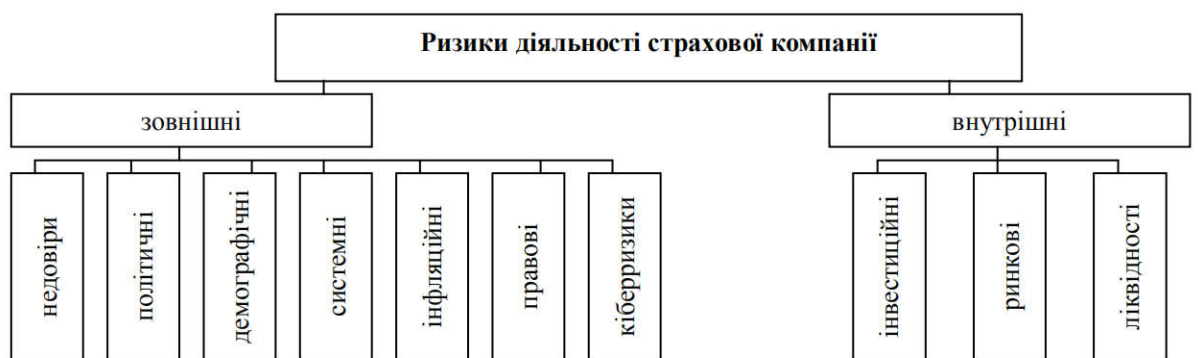 Ризики діяльності страхової компанії
зовнішні
внутрішні
недовіри
політичні
демографічні
системні
інфляційні
правові
кіберризики
інвестиційні
ринкові
ліквідності